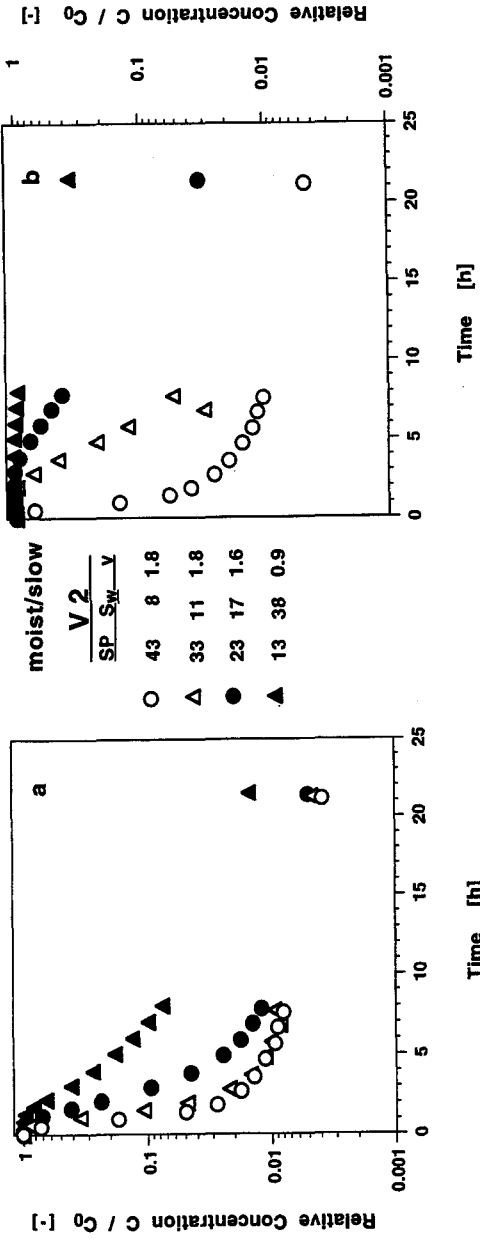 Relative Concentration C / C0 [-]
1
0.1
0.01
0.001
a
0
5
10
15
20
25
Time [h]
moist/slow
V 2
SP Sw v
43 8 1.8
33 11 1.8
23 17 1.6
13 38 0.9
b
1
0.1
0.01
0.001
0
5
10
15
20
25
Time [h]
Relative Concentration C / C0 [-]